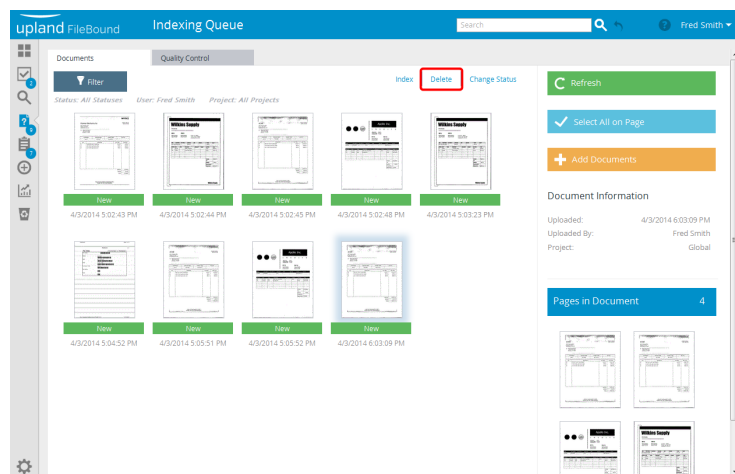 upland FileBound
Indexing Queue
Search
Fred Smith
Documents
Quality Control
Filter
Index
Delete
Change Status
Status: All Statuses User: Fred Smith Project: All Projects
2
9
7
Wilkins Supply
Apollo Inc.
Wilkins Supply
New
New
New
New
New
4/3/2014 5:02:43 PM
4/3/2014 5:02:44 PM
4/3/2014 5:02:45 PM
4/3/2014 5:02:48 PM
4/3/2014 5:03:23 PM
New
New
New
New
4/3/2014 5:04:52 PM
4/3/2014 5:05:51 PM
4/3/2014 5:05:52 PM
4/3/2014 6:03:09 PM
Refresh
Select All on Page
Add Documents
Document Information
Uploaded: 4/3/2014 6:03:09 PM
Uploaded By: Fred Smith
Project: Global
Pages in Document 4
Wilkins Supply